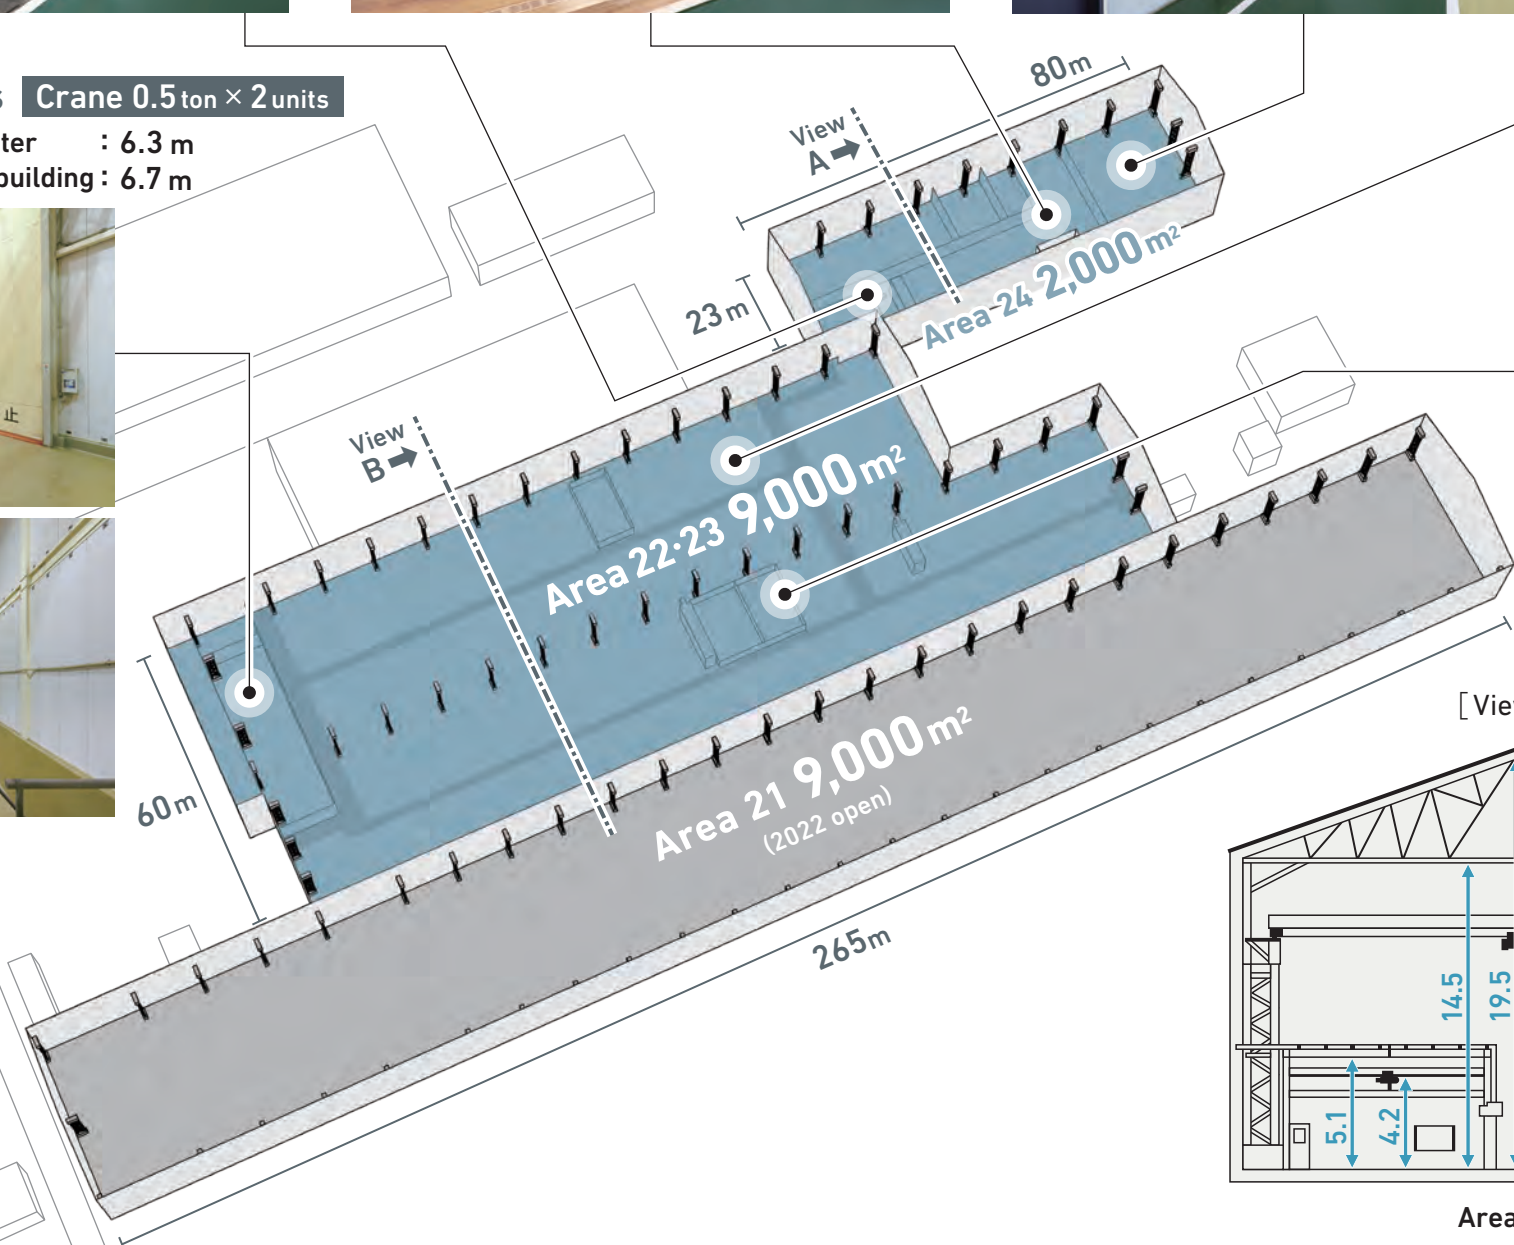 Crane 0.5 ton × 2 units
: 6.3 m
building : 6.7 m
止
80m
View
A
23m
Area 24 2,000m²
View
B
Area 22·23 9,000m²
60m
Area 21 9,000m²
(2022 open)
265m
[View
14.5
19.5
5.1
4.2
Area